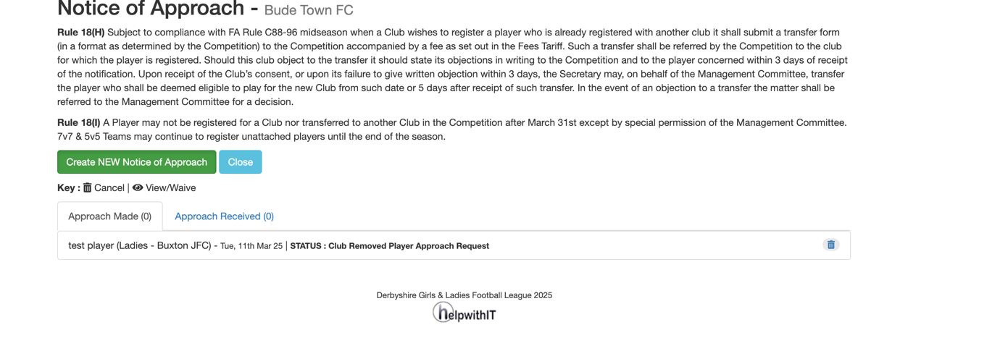 Notice of Approach - Bude Town FC
Rule 18(H) Subject to compliance with FA Rule C88-96 midseason when a Club wishes to register a player who is already registered with another club it shall submit a transfer form
(in a format as determined by the Competition) to the Competition accompanied by a fee as set out in the Fees Tariff. Such a transfer shall be referred by the Competition to the club
for which the player is registered. Should this club object to the transfer it should state its objections in writing to the Competition and to the player concerned within 3 days of receipt
of the notification. Upon receipt of the Club's consent, or upon its failure to give written objection within 3 days, the Secretary may, on behalf of the Management Committee, transfer
the player who shall be deemed eligible to play for the new Club from such date or 5 days after receipt of such transfer. In the event of an objection to a transfer the matter shall be
referred to the Management Committee for a decision.
Rule 18(I) A Player may not be registered for a Club nor transferred to another Club in the Competition after March 31st except by special permission of the Management Committee.
7v7 & 5v5 Teams may continue to register unattached players until the end of the season.
Create NEW Notice of Approach Close
Key : Cancel | View/Waive
Approach Made (0) Approach Received (0)
test player (Ladies - Buxton JFC) - Tue, 11th Mar 25 | STATUS : Club Removed Player Approach Request
Derbyshire Girls & Ladies Football League 2025
helpwithIT